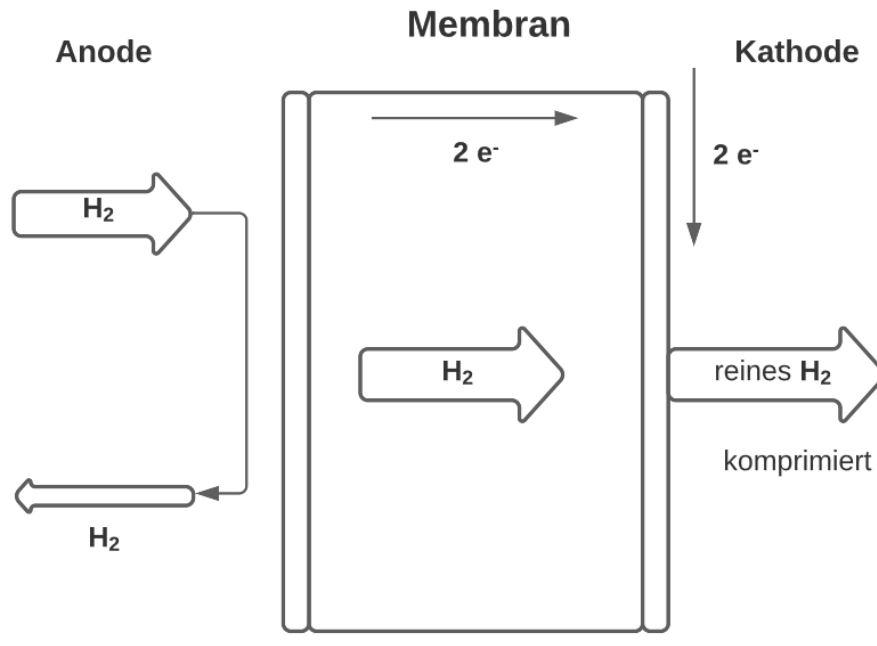 Membran
Anode
Kathode
2 e⁻
2 e⁻
H₂
H₂
reines H₂
komprimiert
H₂